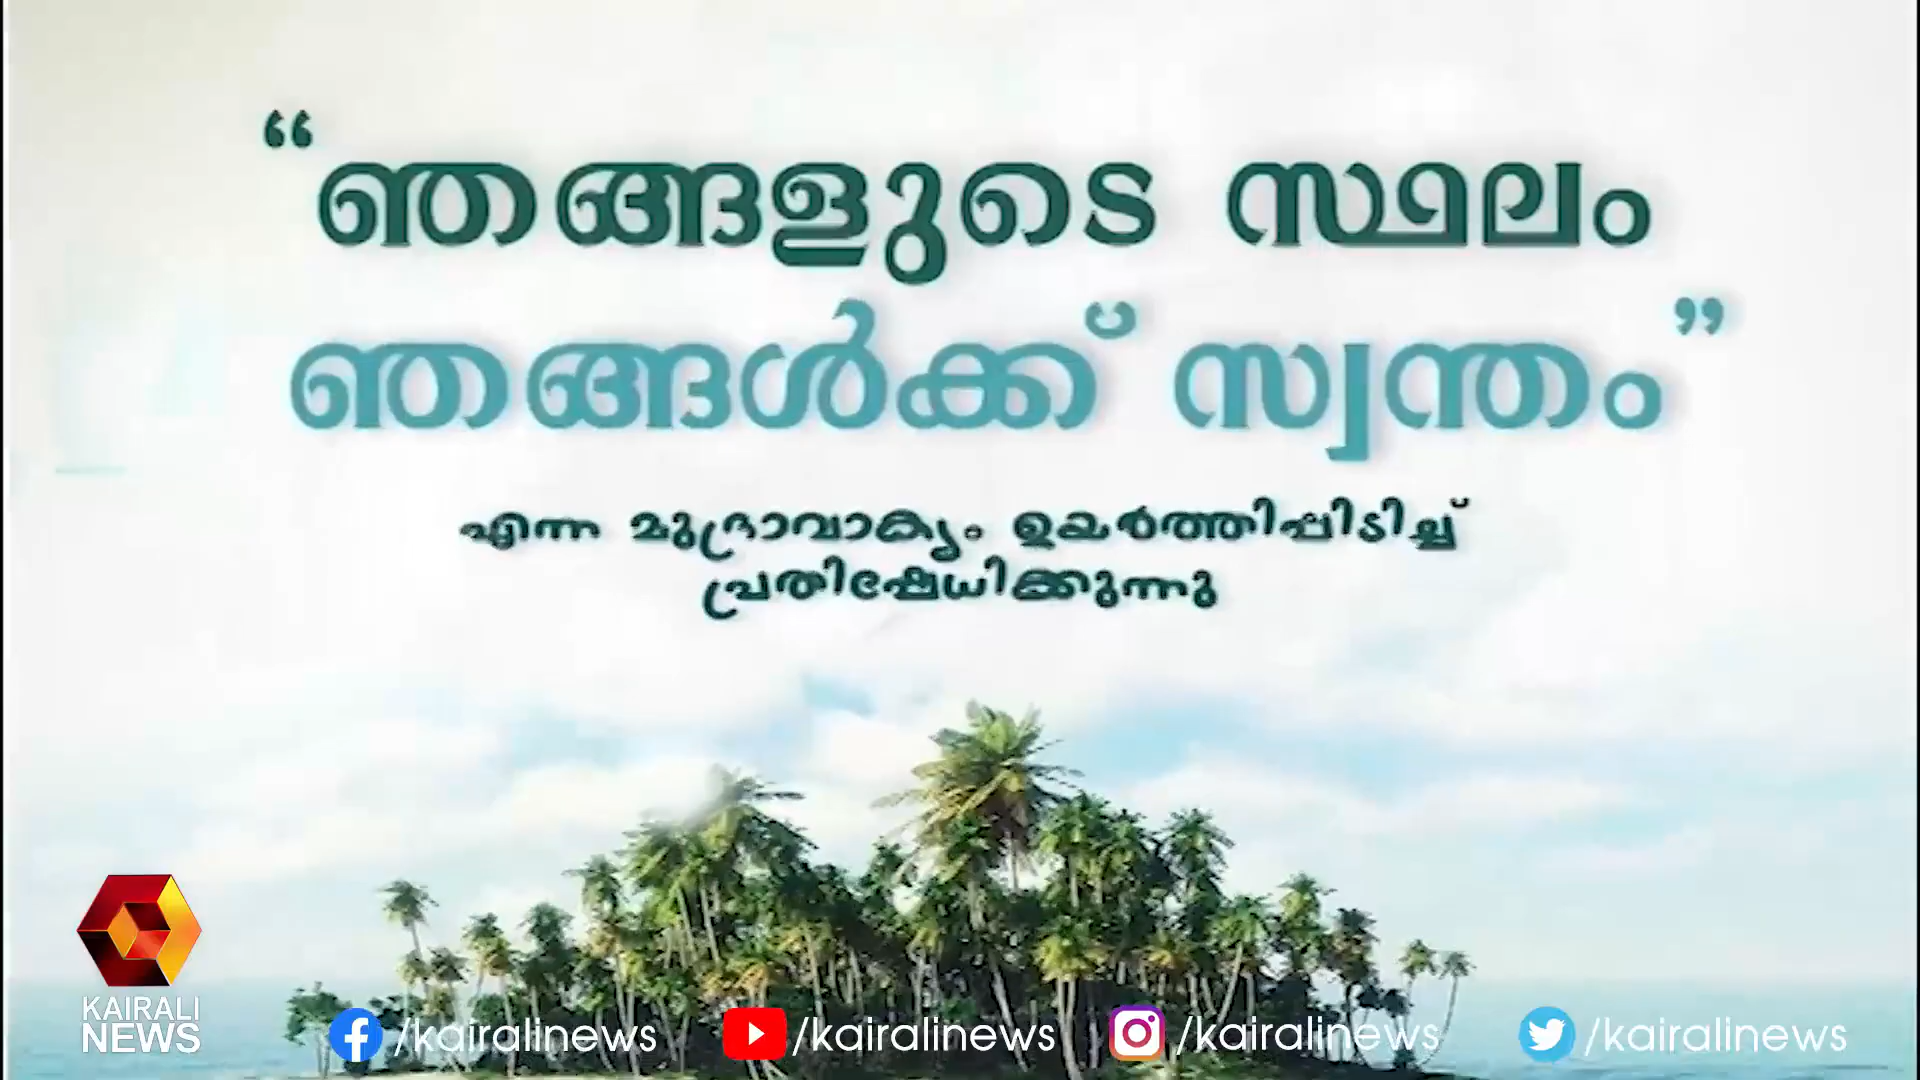 “ഞങ്ങളുടെ സ്ഥലം
ഞങ്ങൾക്ക് സ്വന്തം”
എന്ന മുദ്രാവാക്യം ഉയർത്തിപ്പിടിച്ച്
പ്രതിഷേധിക്കുന്നു
KAIRALI
NEWS
/kairalinews /kairalinews /kairalinews /kairalinews